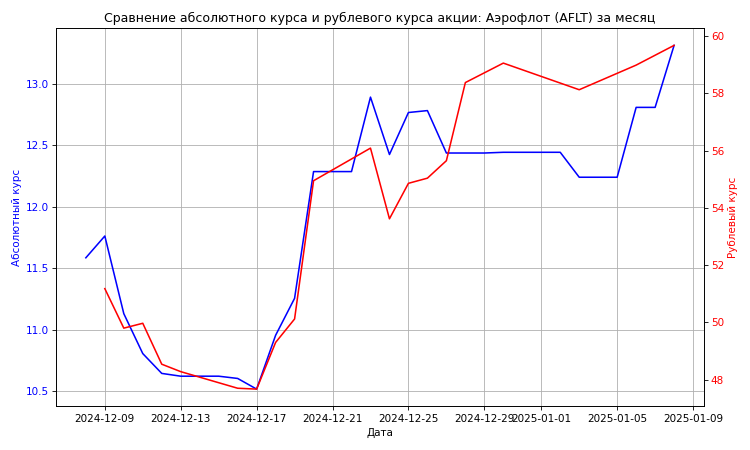 Сравнение абсолютного курса и рублевого курса акции: Аэрофлот (AFLT) за месяц
60
13.0
58
12.5
56
12.0
54
Абсолютный курс
Рублевый курс
11.5
52
11.0
50
10.5
48
2024-12-09 2024-12-13 2024-12-17 2024-12-21 2024-12-25 2024-12-29 2025-01-01 2025-01-05 2025-01-09
Дата